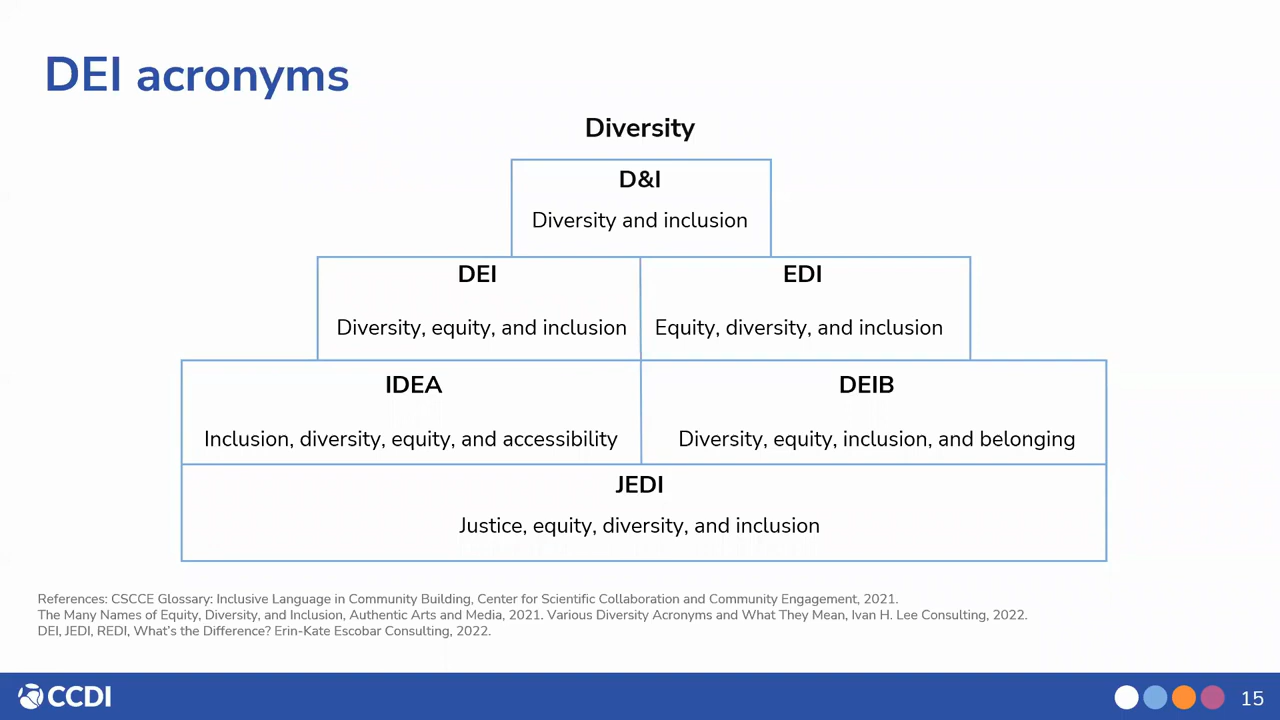 DEI acronyms
Diversity
D&I
Diversity and inclusion
DEI
Diversity, equity, and inclusion
EDI
Equity, diversity, and inclusion
IDEA
Inclusion, diversity, equity, and accessibility
DEIB
Diversity, equity, inclusion, and belonging
JEDI
Justice, equity, diversity, and inclusion
References: CSCCE Glossary: Inclusive Language in Community Building, Center for Scientific Collaboration and Community Engagement, 2021.
The Many Names of Equity, Diversity, and Inclusion, Authentic Arts and Media, 2021. Various Diversity Acronyms and What They Mean, Ivan H. Lee Consulting, 2022.
DEI, JEDI, REDI, What's the Difference? Erin-Kate Escobar Consulting, 2022.
CCDI
15